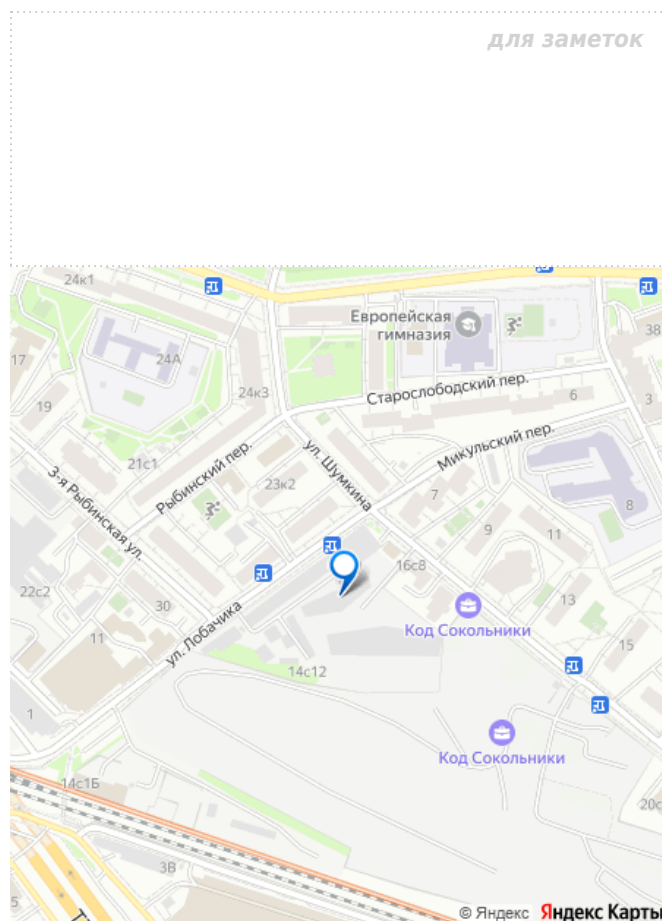 для заметок
24к1
Европейская
гимназия
38
17
24А
24к3
Старослободский пер.
6
3
19
21с1
Рыбинский пер.
ул. Шумкина
Микульский пер.
3-я Рыбинская ул.
23к2
7
9
11
8
22с2
16с8
30
13
Код Сокольники
11
ул. Лобачика
15
14с12
1
Код Сокольники
14с1Б
20с
3В
5
© Яндекс Яндекс Карты